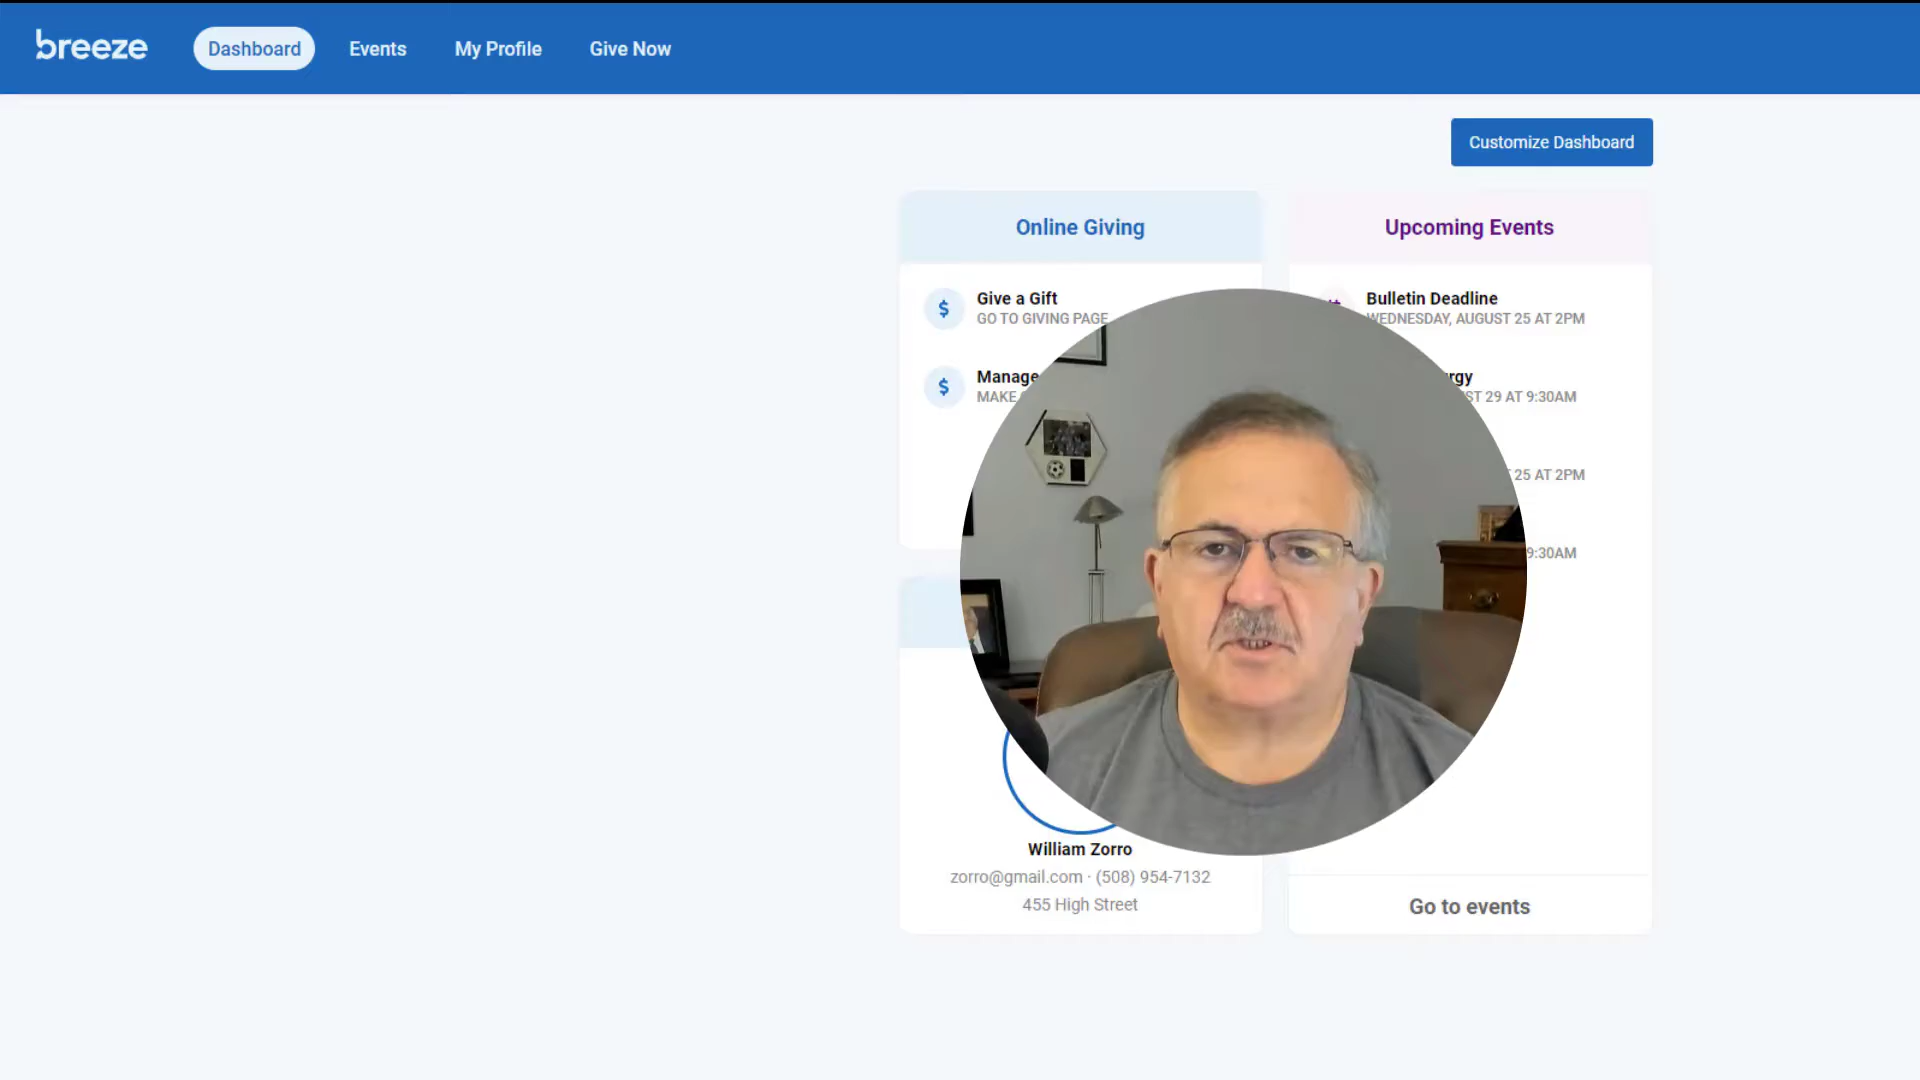 breeze
Dashboard
Events
My Profile
Give Now
Customize Dashboard
Online Giving
Give a Gift
GO TO GIVING PAGE
Manage
MAKE
William Zorro
zorro@gmail.com · (508) 954-7132
455 High Street
Upcoming Events
Bulletin Deadline
WEDNESDAY, AUGUST 25 AT 2PM
29 AT 9:30AM
25 AT 2PM
9:30AM
Go to events